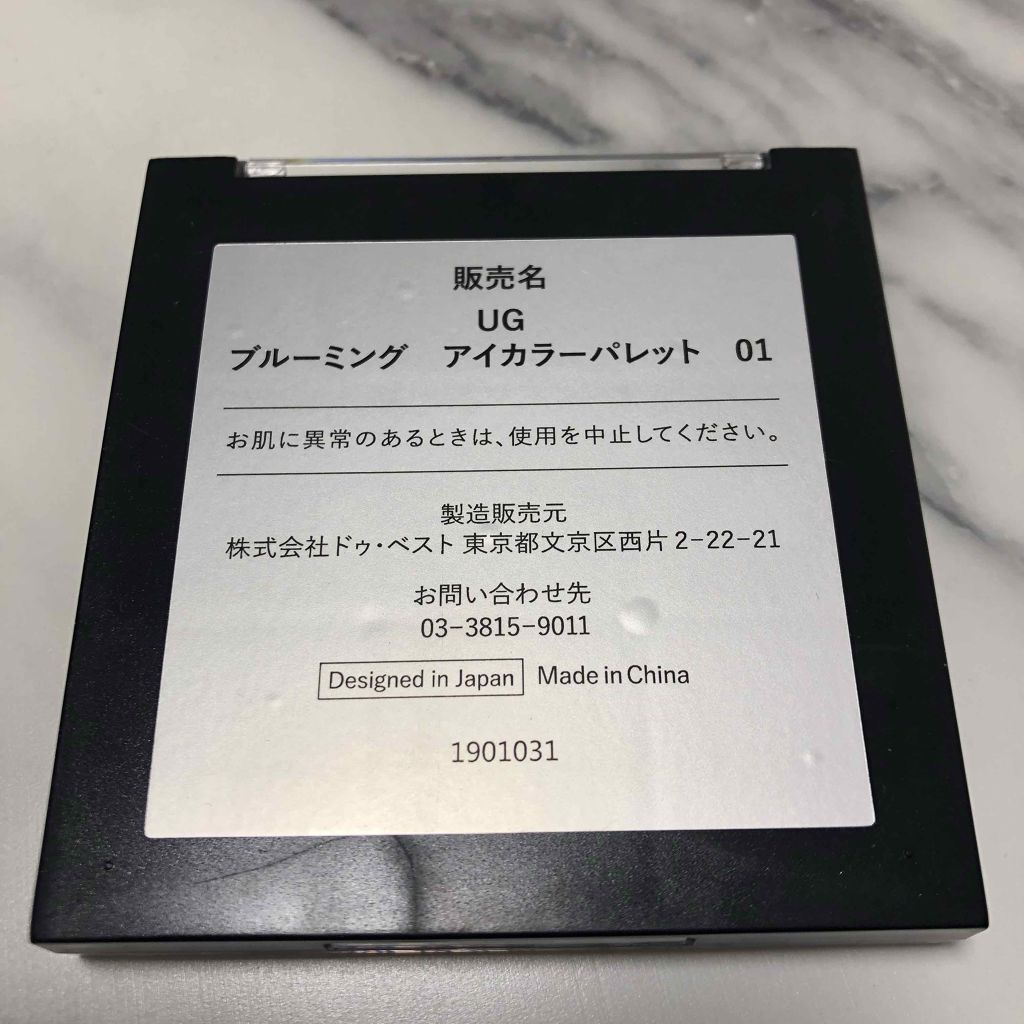 販売名
UG
ブルーミング　アイカラーパレット　01
お肌に異常のあるときは、使用を中止してください。
製造販売元
株式会社ドゥ・ベスト 東京都文京区西片 2-22-21
お問い合わせ先
03-3815-9011
Designed in Japan Made in China
1901031